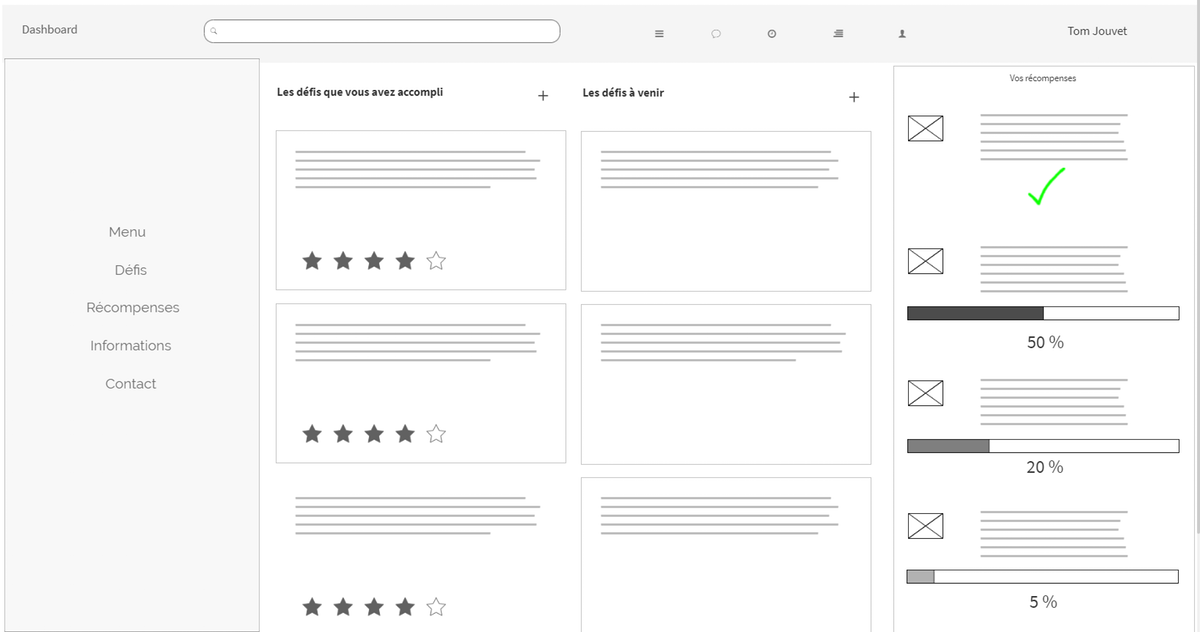 Dashboard
Tom Jouvet
Menu
Défis
Récompenses
Informations
Contact
Les défis que vous avez accompli
Les défis à venir
Vos récompenses
50 %
20 %
5 %